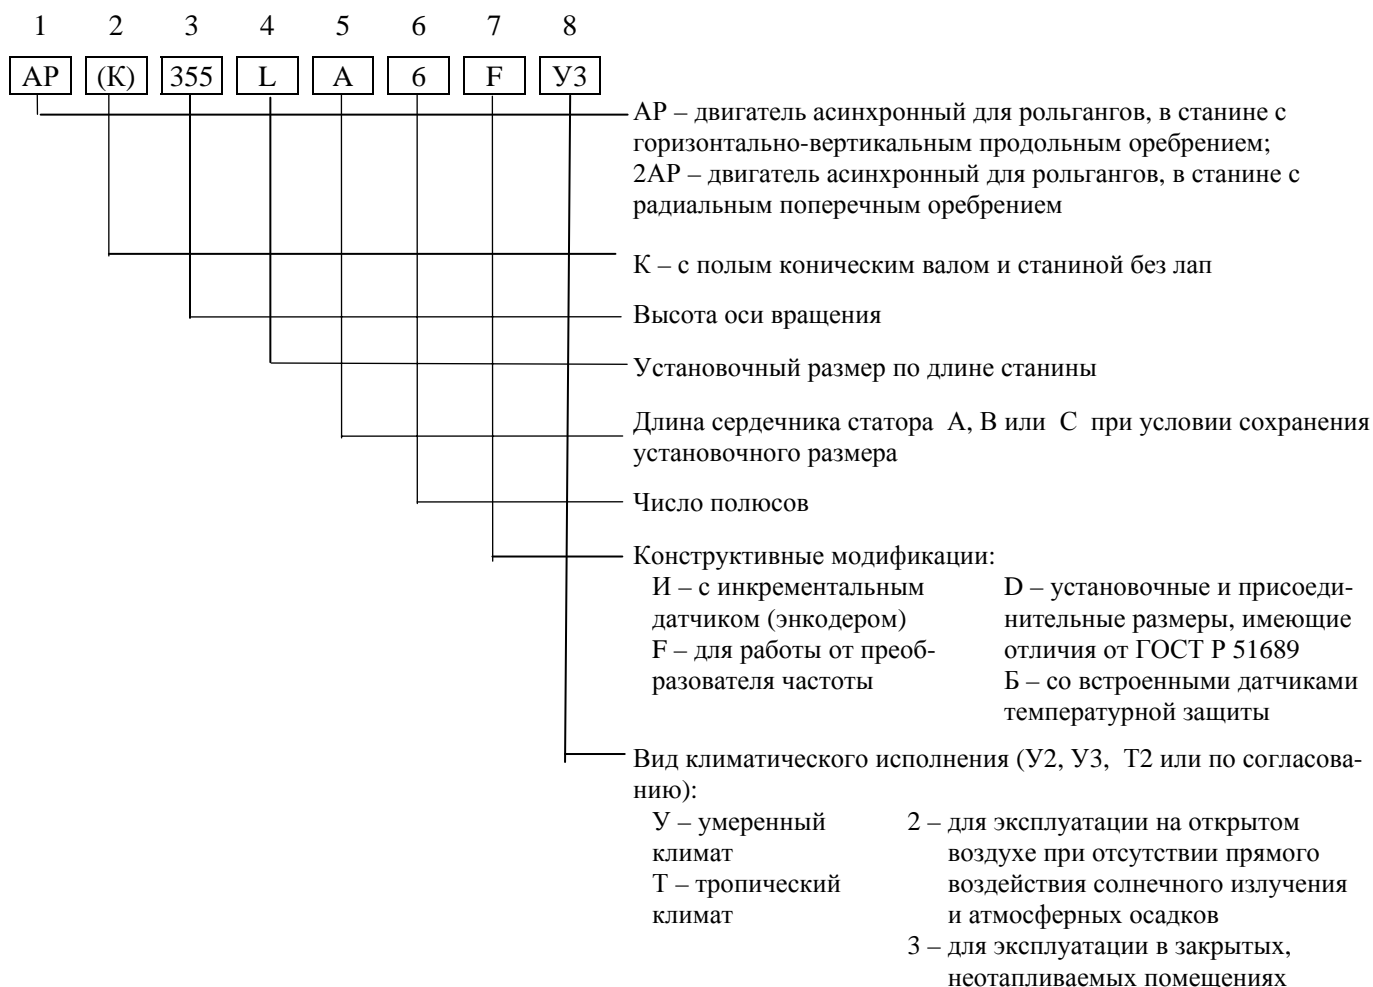 1 2 3 4 5 6 7 8
АР (К) 355 L А 6 F У3
АР – двигатель асинхронный для рольгангов, в станине с
горизонтально-вертикальным продольным оребрением;
2АР – двигатель асинхронный для рольгангов, в станине с
радиальным поперечным оребрением
К – с полым коническим валом и станиной без лап
Высота оси вращения
Установочный размер по длине станины
Длина сердечника статора А, В или С при условии сохранения
установочного размера
Число полюсов
Конструктивные модификации:
И – с инкрементальным
датчиком (энкодером)
F – для работы от преоб-
разователя частоты
D – установочные и присоеди-
нительные размеры, имеющие
отличия от ГОСТ Р 51689
Б – со встроенными датчиками
температурной защиты
Вид климатического исполнения (У2, У3, Т2 или по согласова-
нию):
У – умеренный
климат
Т – тропический
климат
2 – для эксплуатации на открытом
воздухе при отсутствии прямого
воздействия солнечного излучения
и атмосферных осадков
3 – для эксплуатации в закрытых,
неотапливаемых помещениях